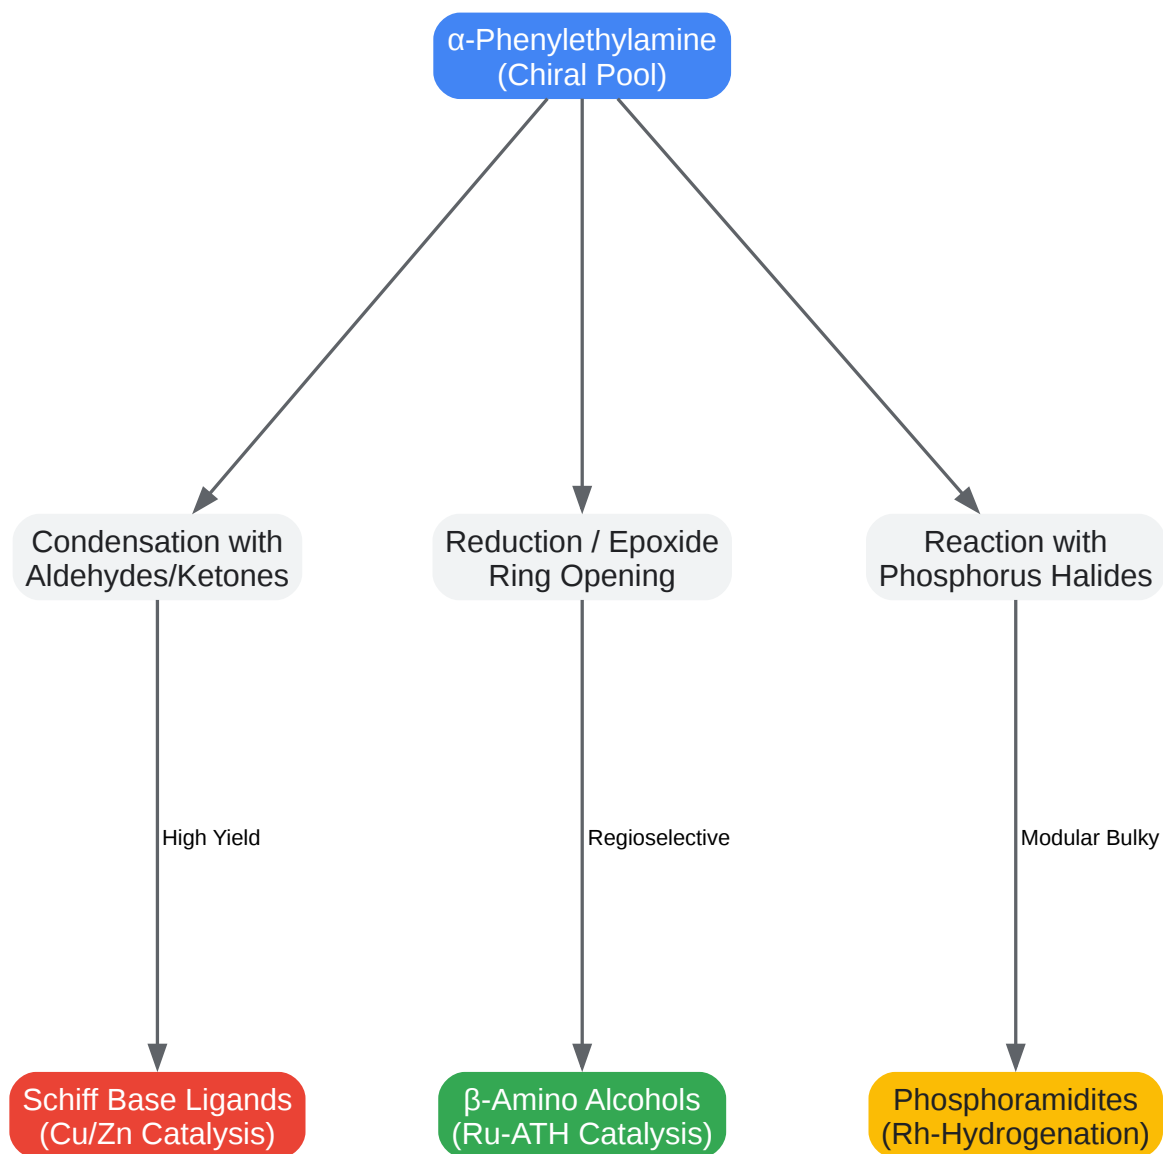 α-Phenylethylamine
(Chiral Pool)
Condensation with
Aldehydes/Ketones
Reduction / Epoxide
Ring Opening
Reaction with
Phosphorus Halides
High Yield
Regioselective
Modular Bulky
Schiff Base Ligands
(Cu/Zn Catalysis)
β-Amino Alcohols
(Ru-ATH Catalysis)
Phosphoramidites
(Rh-Hydrogenation)